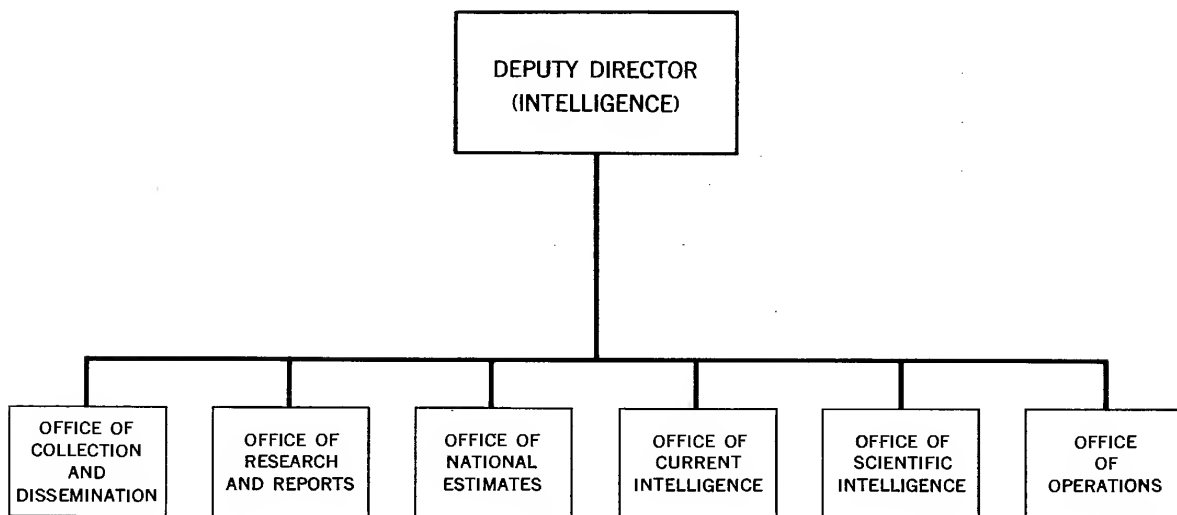 DEPUTY DIRECTOR
(INTELLIGENCE)
OFFICE OF
COLLECTION
AND
DISSEMINATION
OFFICE OF
RESEARCH
AND REPORTS
OFFICE OF
NATIONAL
ESTIMATES
OFFICE OF
CURRENT
INTELLIGENCE
OFFICE OF
SCIENTIFIC
INTELLIGENCE
OFFICE
OF
OPERATIONS